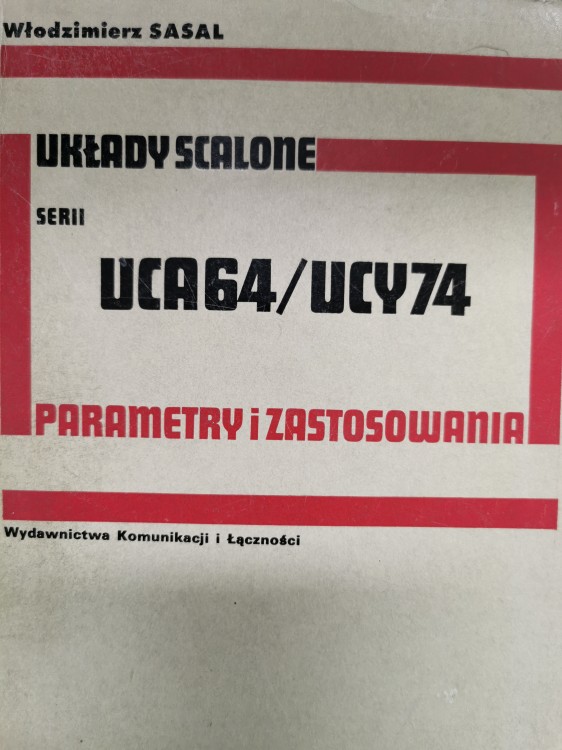 Włodzimierz SASAL
UKŁADY SCALONE
SERII
UCA64/UCY74
PARAMETRY i ZASTOSOWANIA
Wydawnictwa Komunikacji i Łączności